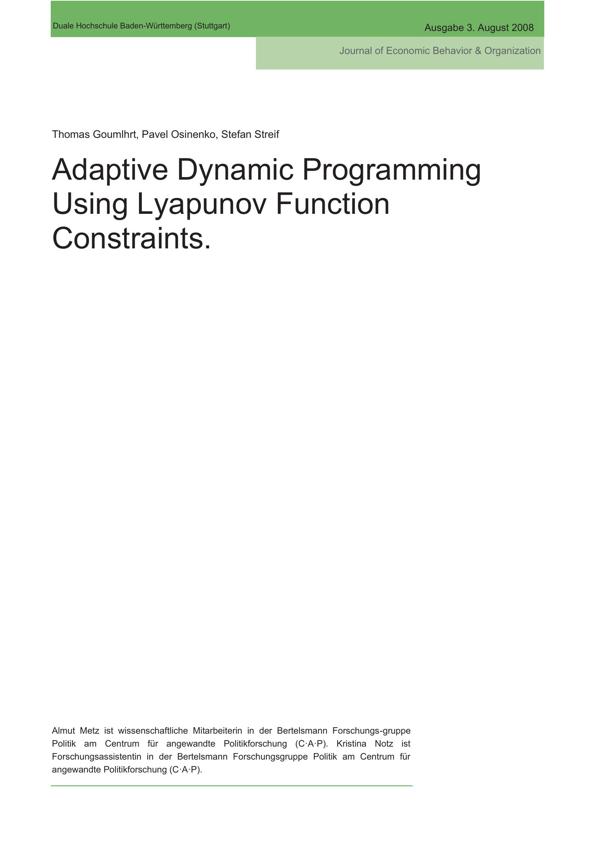 Duale Hochschule Baden-Württemberg (Stuttgart)
Ausgabe 3. August 2008
Journal of Economic Behavior & Organization
Thomas Goumlhrt, Pavel Osinenko, Stefan Streif
Adaptive Dynamic Programming
Using Lyapunov Function
Constraints.
Almut Metz ist wissenschaftliche Mitarbeiterin in der Bertelsmann Forschungs-gruppe
Politik am Centrum für angewandte Politikforschung (C·A·P). Kristina Notz ist
Forschungsassistentin in der Bertelsmann Forschungsgruppe Politik am Centrum für
angewandte Politikforschung (C·A·P).